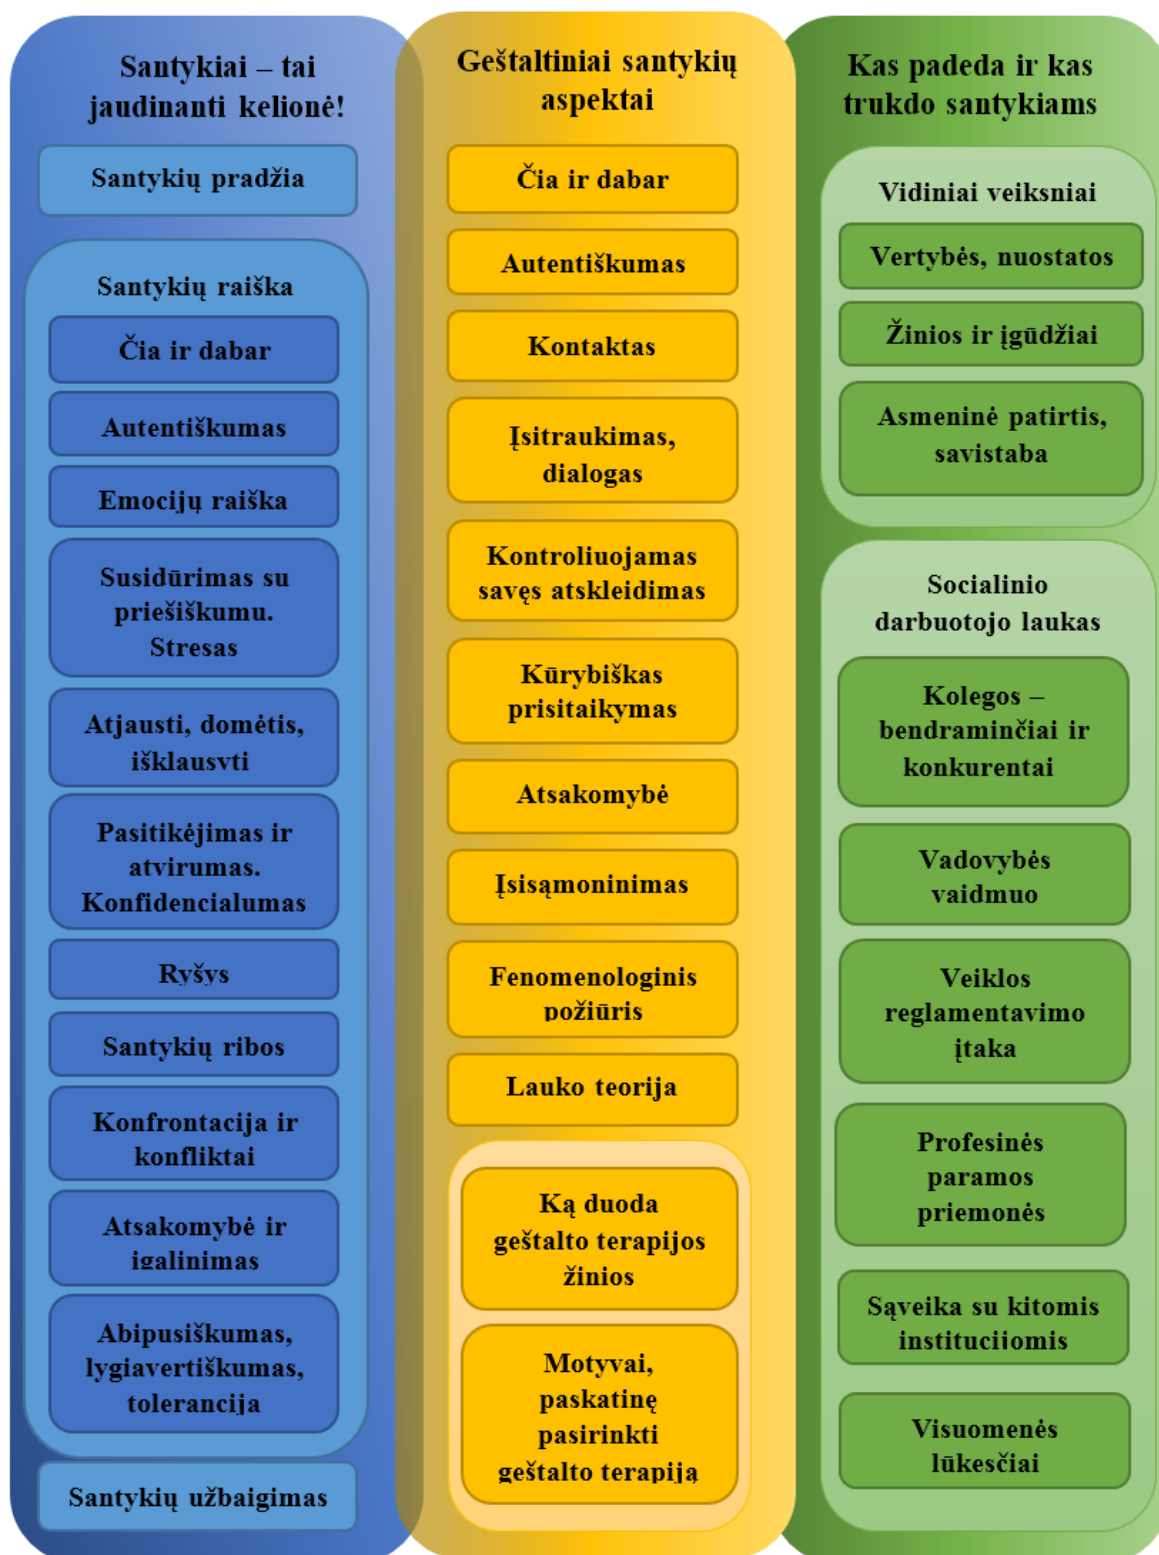 Santykiai – tai
jaudinanti kelionė!
Santykių pradžia
Santykių raiška
Čia ir dabar
Autentiškumas
Emocijų raiška
Susidūrimas su
priešiškumu.
Stresas
Atjausti, domėtis,
išklausyti
Pasitikėjimas ir
atvirumas.
Konfidencialumas
Ryšys
Santykių ribos
Konfrontacija ir
konfliktai
Atsakomybė ir
igalinimas
Abipusiškumas,
lygiavertiškumas,
tolerancija
Santykių užbaigimas
Geštaltiniai santykių
aspektai
Čia ir dabar
Autentiškumas
Kontaktas
Įsitraukimas,
dialogas
Kontroliuojamas
savęs atskleidimas
Kūrybiškas
prisitaikymas
Atsakomybė
Įsisąmoninimas
Fenomenologinis
požiūris
Lauko teorija
Ką duoda
geštalto terapijos
žinios
Motyvai,
paskatinę
pasirinkti
geštalto terapiją
Kas padeda ir kas
trukdo santykiams
Vidiniai veiksniai
Vertybės, nuostatos
Žinios ir įgūdžiai
Asmeninė patirtis,
savistaba
Socialinio
darbuotojo laukas
Kolegos –
bendraminčiai ir
konkurentai
Vadovybės
vaidmuo
Veiklos
reglamentavimo
įtaka
Profesinės
paramos
priemonės
Sąveika su kitomis
institucijomis
Visuomenės
lūkesčiai